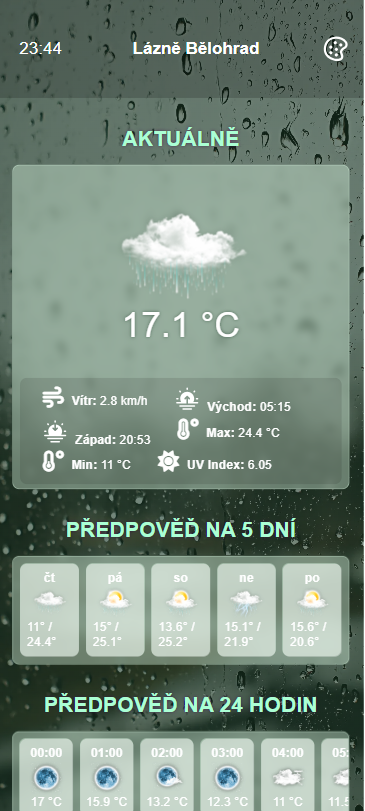 23:44 Lázně Bělohrad
AKTUÁLNĚ
17.1 °C
Vítr: 2.8 km/h
Východ: 05:15
Západ: 20:53
Max: 24.4 °C
Min: 11 °C
UV Index: 6.05
PŘEDPOVĚĎ NA 5 DNÍ
čt pá so ne po
11° / 15° / 13.6° / 15.1° / 15.6° /
24.4° 25.1° 25.2° 21.9° 20.6°
PŘEDPOVĚĎ NA 24 HODIN
00:00 01:00 02:00 03:00 04:00 05:
17 °C 15.9 °C 13.2 °C 12.3 °C 11 °C 11.5